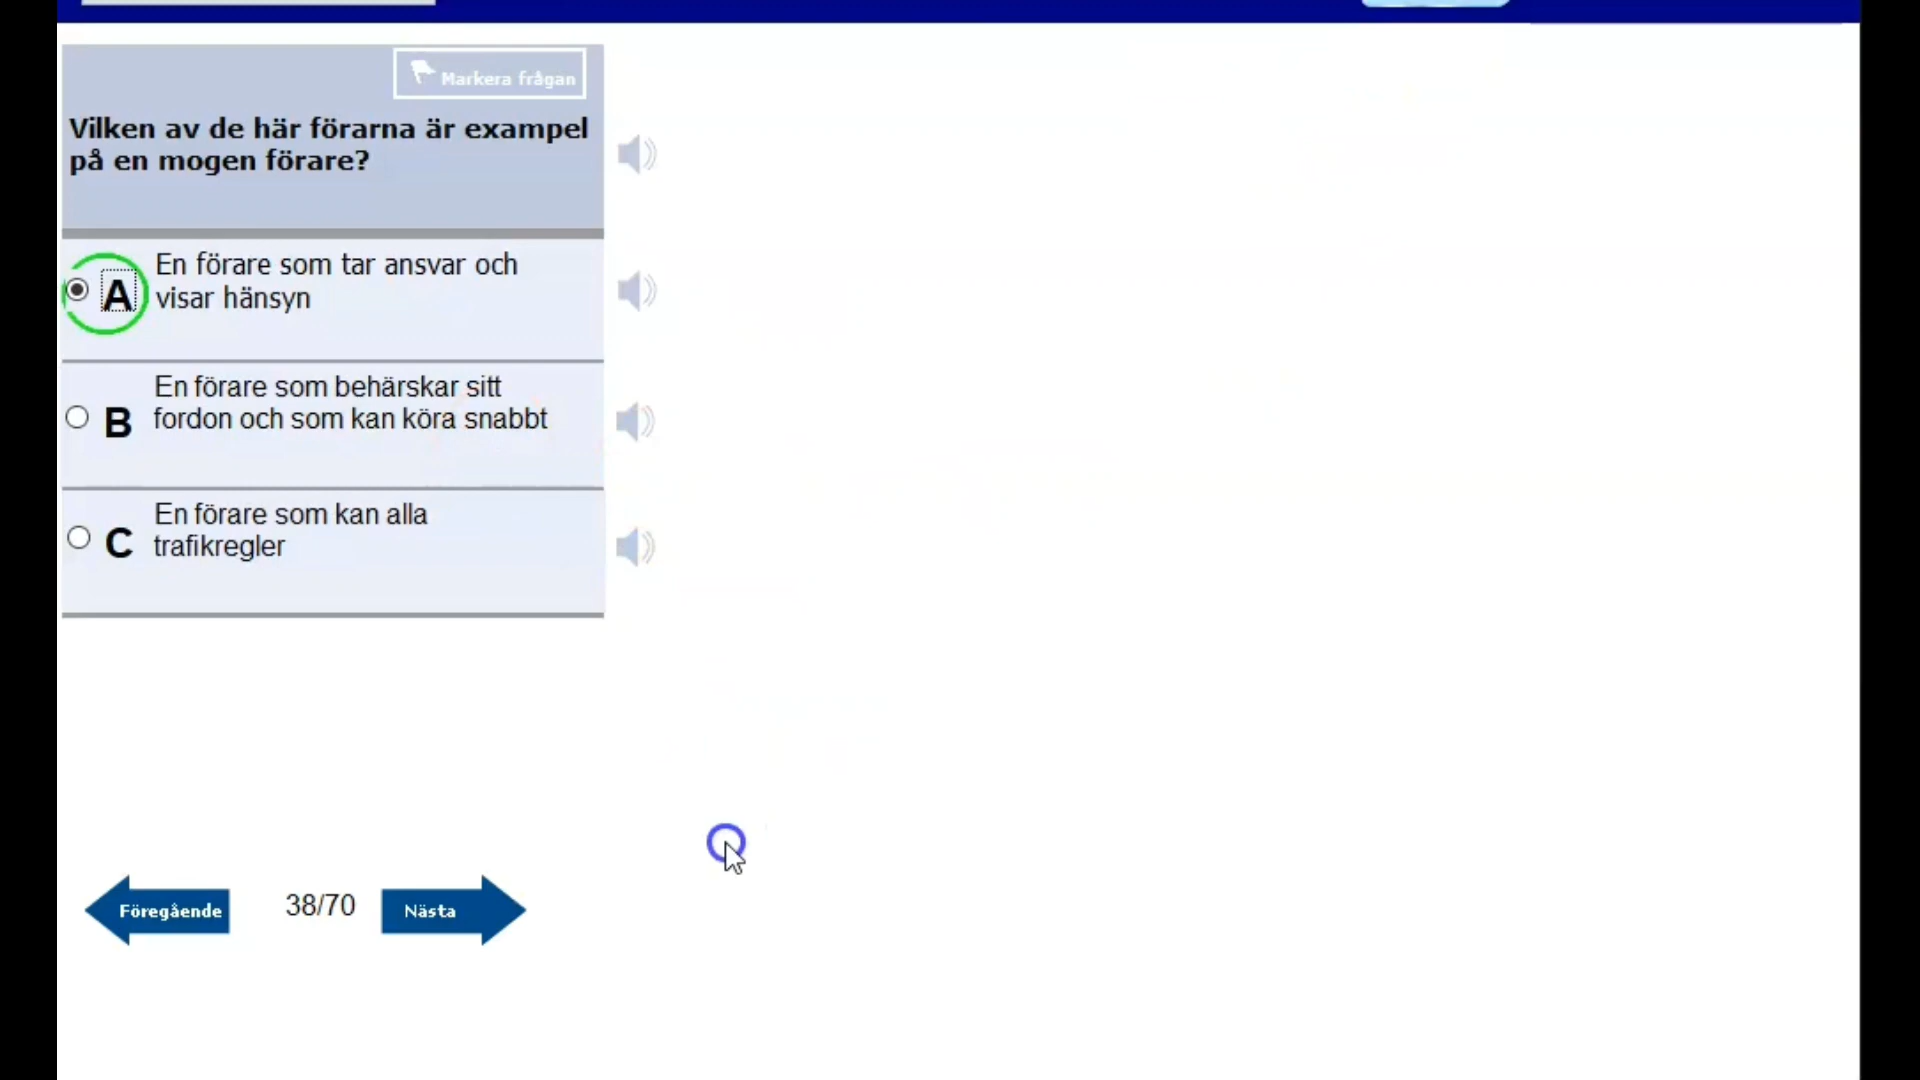 Markera frågan
Vilken av de här förarna är exampel
på en mogen förare?
A
En förare som tar ansvar och
visar hänsyn
B
En förare som behärskar sitt
fordon och som kan köra snabbt
C
En förare som kan alla
trafikregler
Föregående
38/70
Nästa